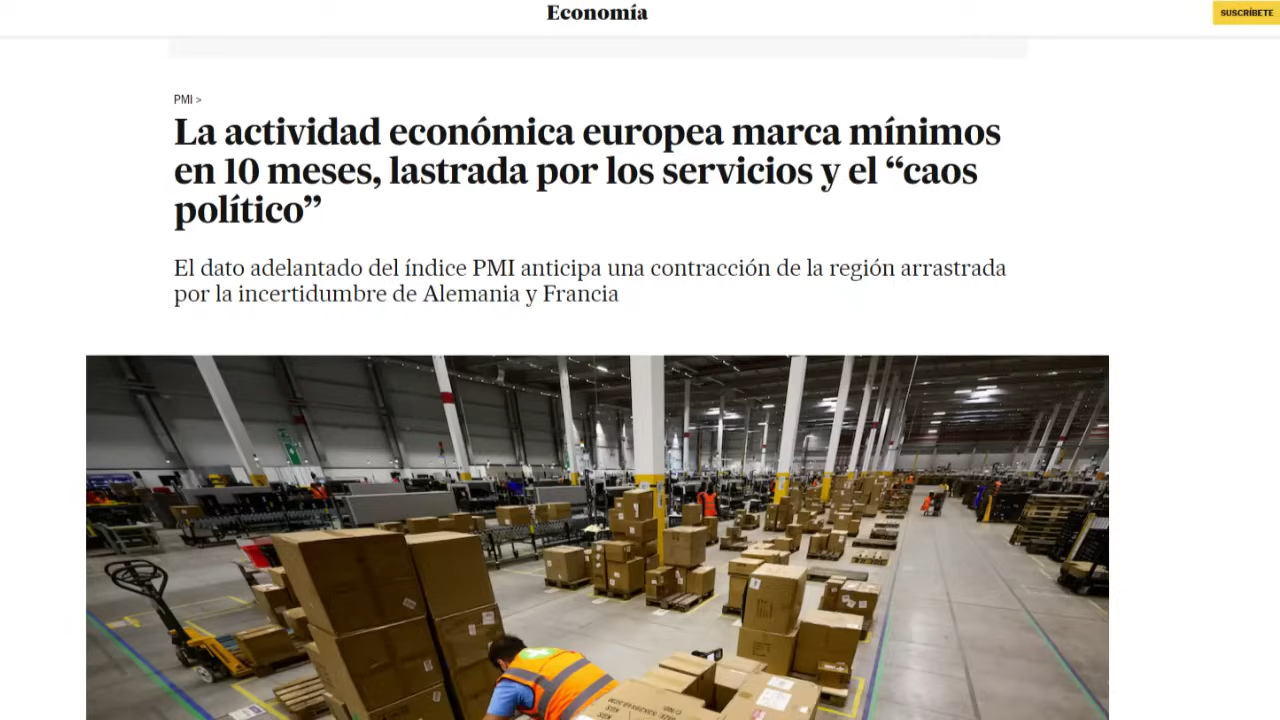 Economía
SUSCRÍBETE
PMI >
La actividad económica europea marca mínimos
en 10 meses, lastrada por los servicios y el “caos
político”
El dato adelantado del índice PMI anticipa una contracción de la región arrastrada
por la incertidumbre de Alemania y Francia